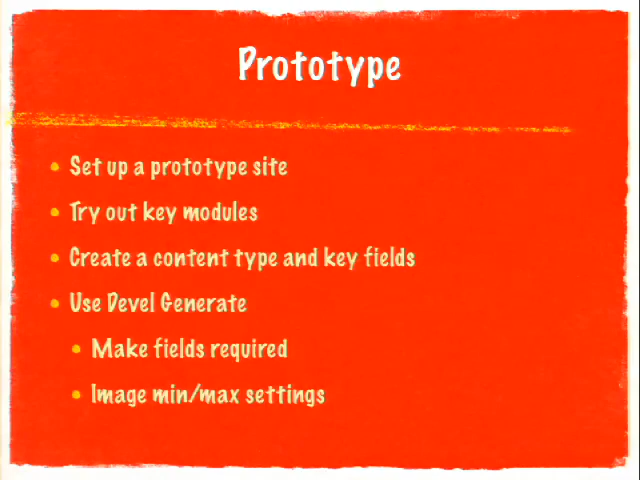 Prototype
Set up a prototype site
Try out key modules
Create a content type and key fields
Use Devel Generate
Make fields required
Image min/max settings